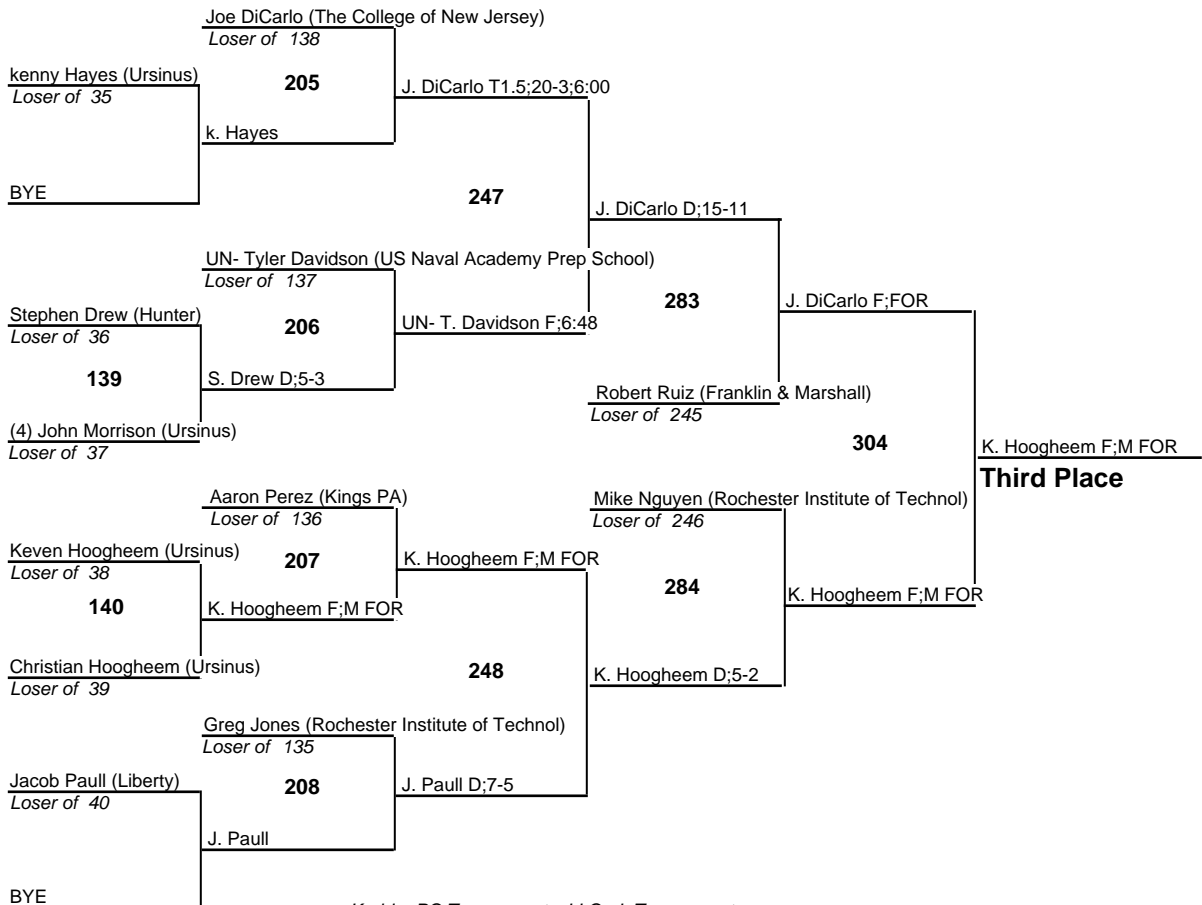 Joe DiCarlo (The College of New Jersey)
Loser of 138
kenny Hayes (Ursinus)
Loser of 35
205
J. DiCarlo T1.5;20-3;6:00
k. Hayes
BYE
247
J. DiCarlo D;15-11
UN- Tyler Davidson (US Naval Academy Prep School)
Loser of 137
283
J. DiCarlo F;FOR
Stephen Drew (Hunter)
Loser of 36
206
UN- T. Davidson F;6:48
139
S. Drew D;5-3
Robert Ruiz (Franklin & Marshall)
Loser of 245
(4) John Morrison (Ursinus)
Loser of 37
304
K. Hoogheem F;M FOR
Third Place
Aaron Perez (Kings PA)
Loser of 136
Mike Nguyen (Rochester Institute of Technol)
Loser of 246
Keven Hoogheem (Ursinus)
Loser of 38
207
K. Hoogheem F;M FOR
284
140
K. Hoogheem F;M FOR
K. Hoogheem F;M FOR
Christian Hoogheem (Ursinus)
Loser of 39
248
K. Hoogheem D;5-2
Greg Jones (Rochester Institute of Technol)
Loser of 135
Jacob Paull (Liberty)
Loser of 40
208
J. Paull D;7-5
J. Paull
BYE